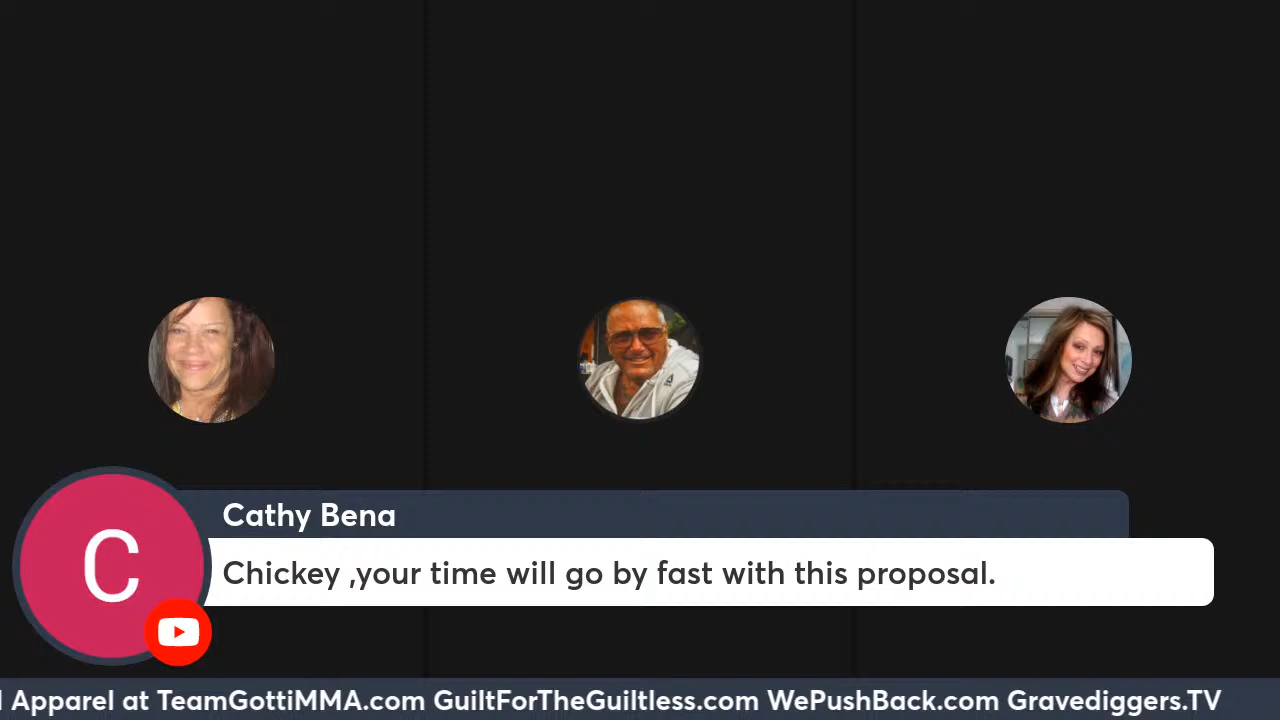 C
Cathy Bena
Chickey ,your time will go by fast with this proposal.
Apparel at TeamGottiMMA.com GuiltForTheGuiltless.com WePushBack.com Gravediggers.TV